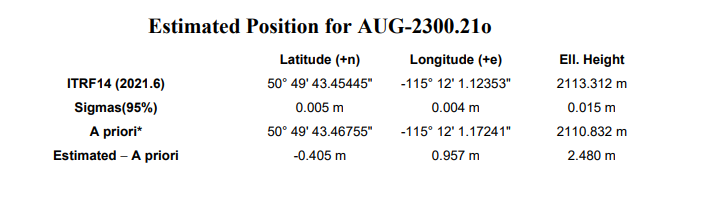 Estimated Position for AUG-2300.21o
Latitude (+n) Longitude (+e) Ell. Height
ITRF14 (2021.6) 50° 49' 43.45445" -115° 12' 1.12353" 2113.312 m
Sigmas(95%) 0.005 m 0.004 m 0.015 m
A priori* 50° 49' 43.46755" -115° 12' 1.17241" 2110.832 m
Estimated – A priori -0.405 m 0.957 m 2.480 m